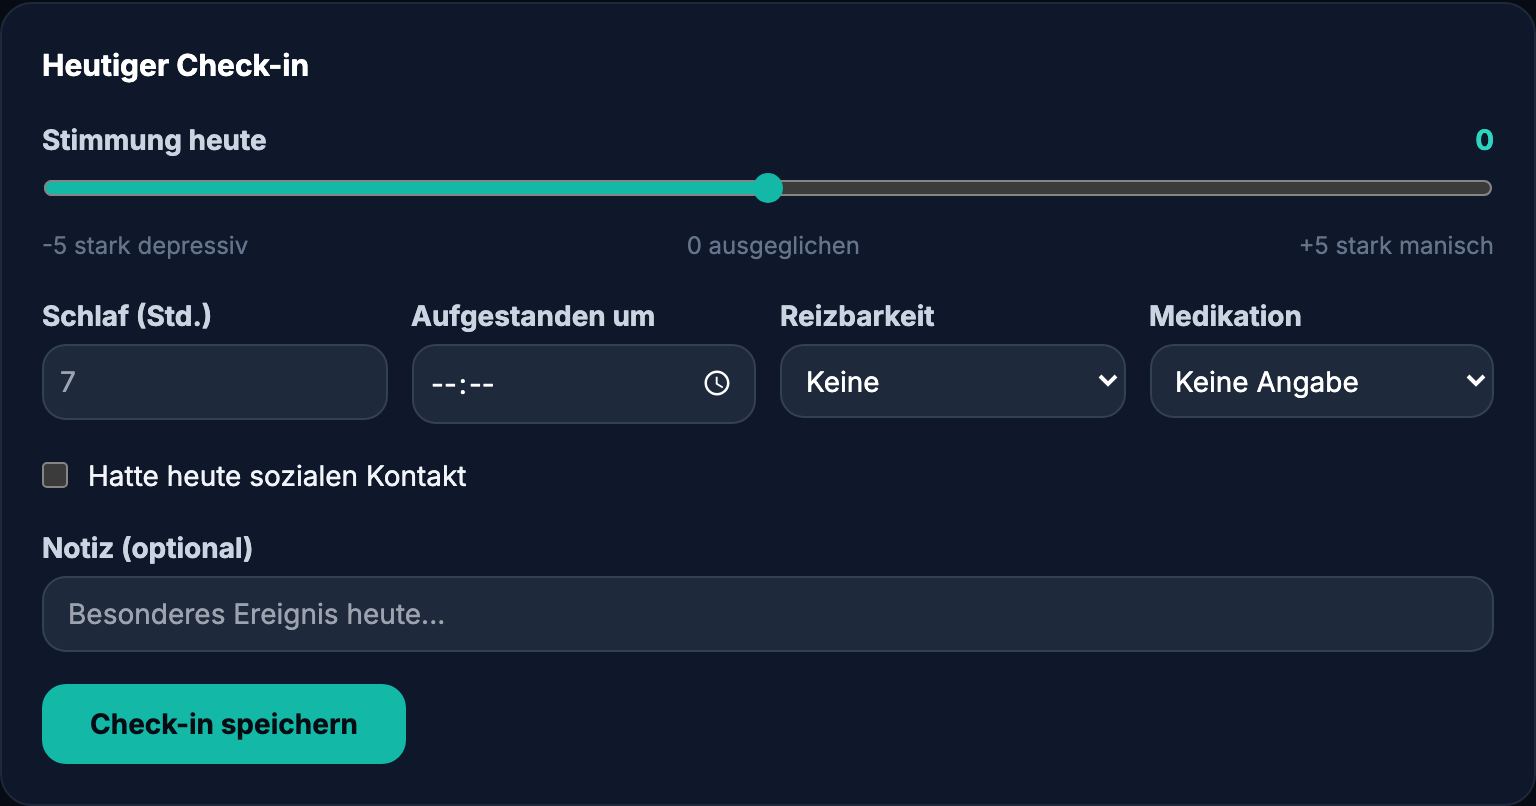 Heutiger Check-in
Stimmung heute 0
-5 stark depressiv 0 ausgeglichen +5 stark manisch
Schlaf (Std.) Aufgestanden um Reizbarkeit Medikation
7 --:-- Keine Keine Angabe
Hatte heute sozialen Kontakt
Notiz (optional)
Besonderes Ereignis heute...
Check-in speichern